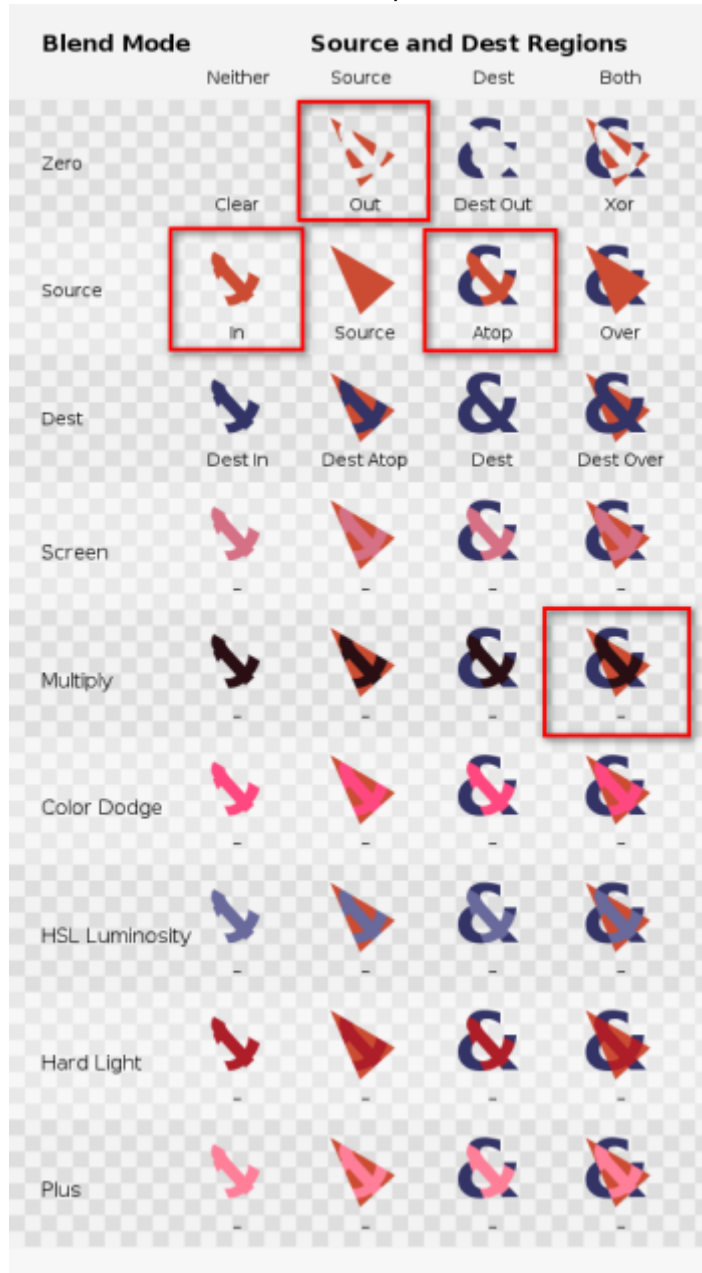 Blend Mode Source and Dest Regions
Neither Source Dest Both
Zero
Clear Out Dest Out Xor
Source
In Source Atop Over
Dest
Dest In Dest Atop Dest Dest Over
Screen
– – – –
Multiply
– – – –
Color Dodge
– – – –
HSL Luminosity
– – – –
Hard Light
– – – –
Plus
– – – –